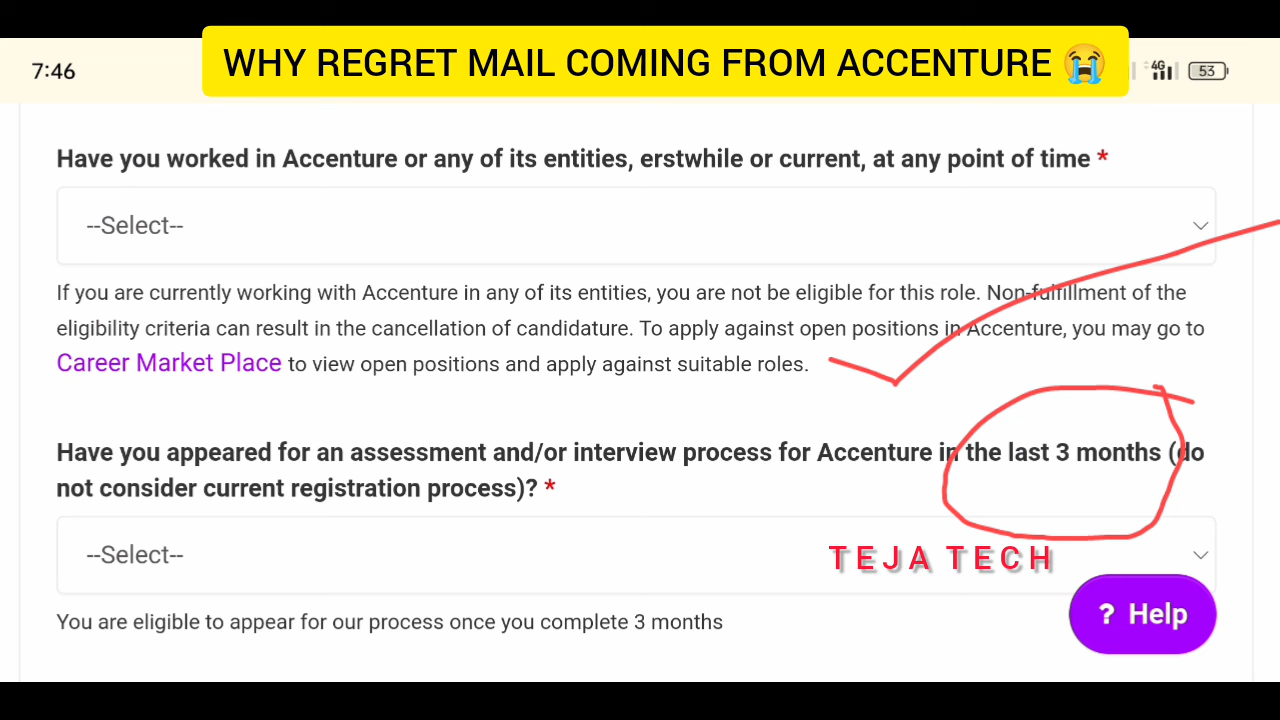 WHY REGRET MAIL COMING FROM ACCENTURE 😭
7:46
4G
53
Have you worked in Accenture or any of its entities, erstwhile or current, at any point of time *
--Select--
If you are currently working with Accenture in any of its entities, you are not be eligible for this role. Non-fulfillment of the
eligibility criteria can result in the cancellation of candidature. To apply against open positions in Accenture, you may go to
Career Market Place to view open positions and apply against suitable roles.
Have you appeared for an assessment and/or interview process for Accenture in the last 3 months (do
not consider current registration process)? *
--Select--
TEJA TECH
? Help
You are eligible to appear for our process once you complete 3 months